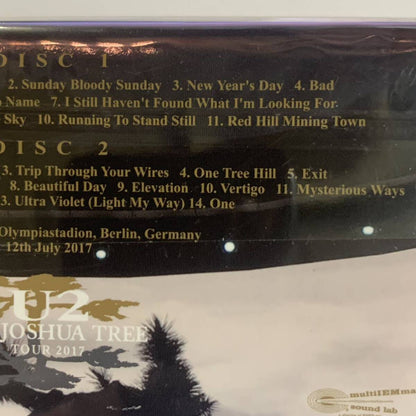 DISC 1
2. Sunday Bloody Sunday 3. New Year's Day 4. Bad
Name 7. I Still Haven't Found What I'm Looking For
Sky 10. Running To Stand Still 11. Red Hill Mining Town
DISC 2
3. Trip Through Your Wires 4. One Tree Hill 5. Exit
8. Beautiful Day 9. Elevation 10. Vertigo 11. Mysterious Ways
3. Ultra Violet (Light My Way) 14. One
Olympiastadion, Berlin, Germany
12th July 2017
U2
JOSHUA TREE
TOUR 2017
multiIEMma
sound lab